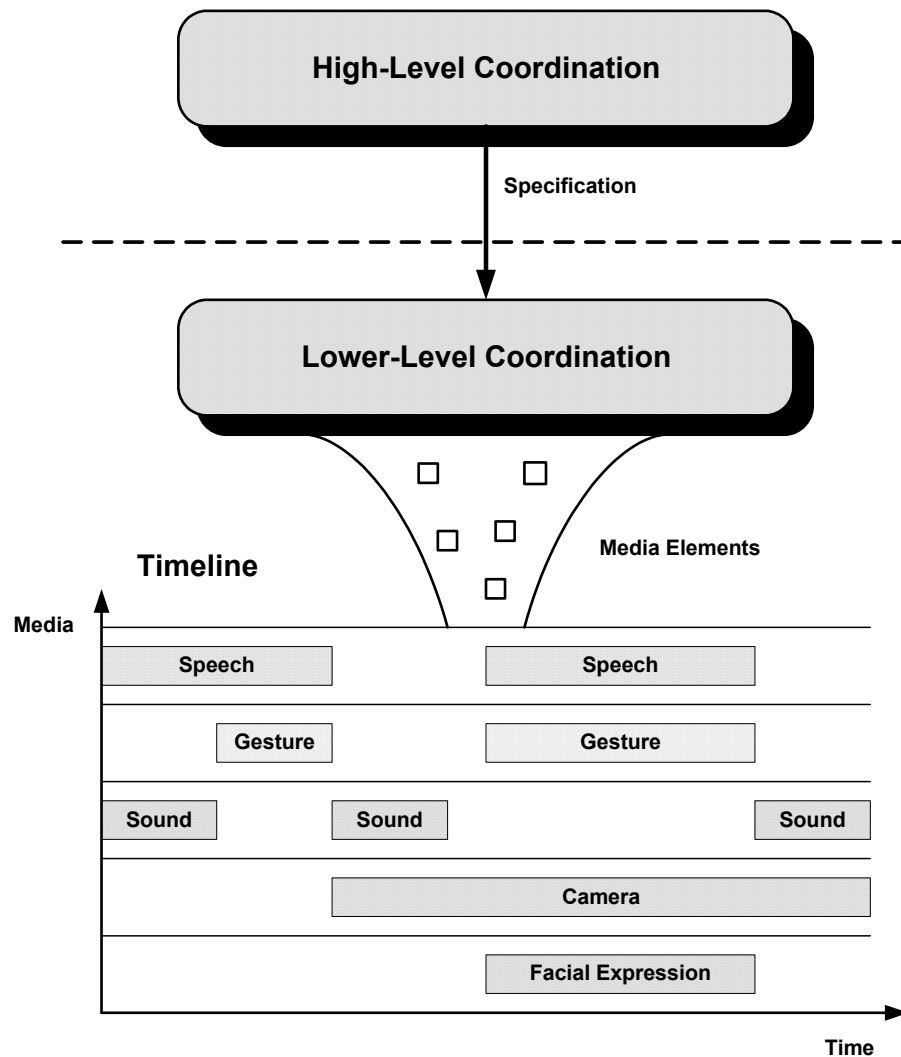 High-Level Coordination
Specification
Lower-Level Coordination
Media Elements
Timeline
Media
Speech Speech
Gesture Gesture
Sound Sound Sound
Camera
Facial Expression
Time